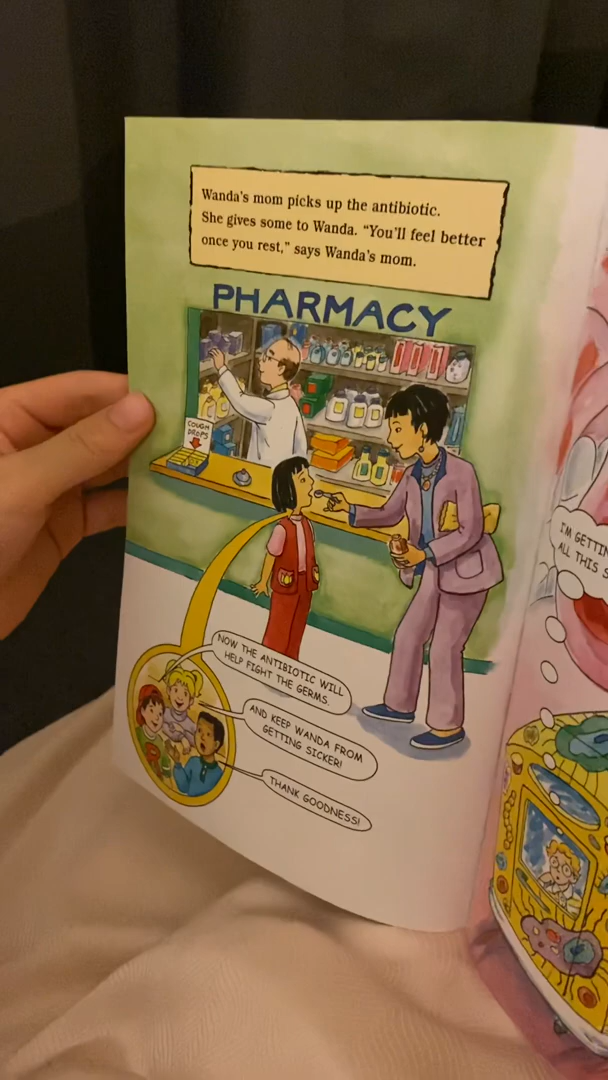 Wanda's mom picks up the antibiotic.
She gives some to Wanda. "You'll feel better
once you rest," says Wanda's mom.
PHARMACY
COUGH
DROPS
NOW THE ANTIBIOTIC WILL
HELP FIGHT THE GERMS.
AND KEEP WANDA FROM
GETTING SICKER!
THANK GOODNESS!
I'M
ALL THIS